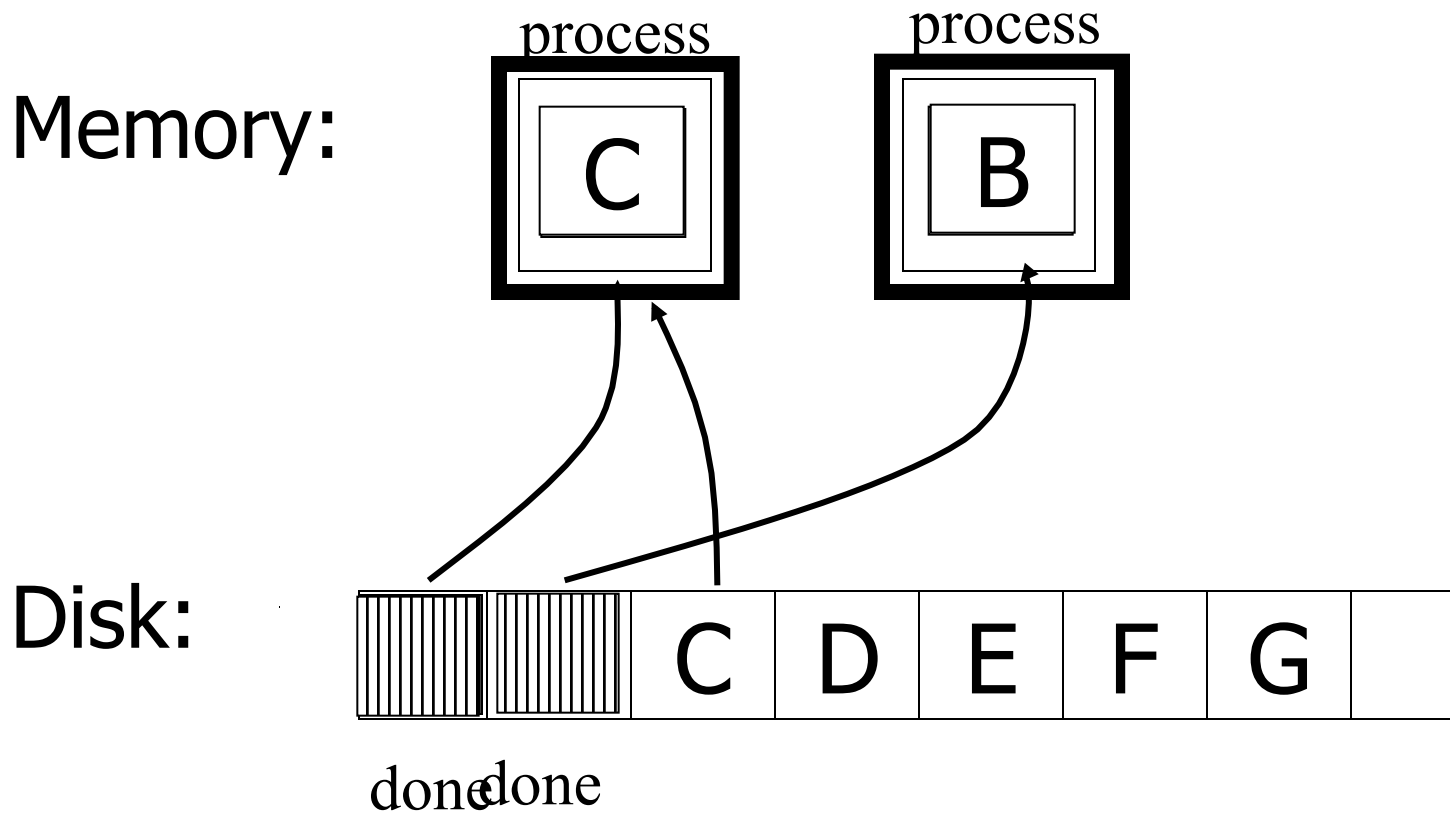 process process
Memory:
C B
Disk:
C D E F G
done done